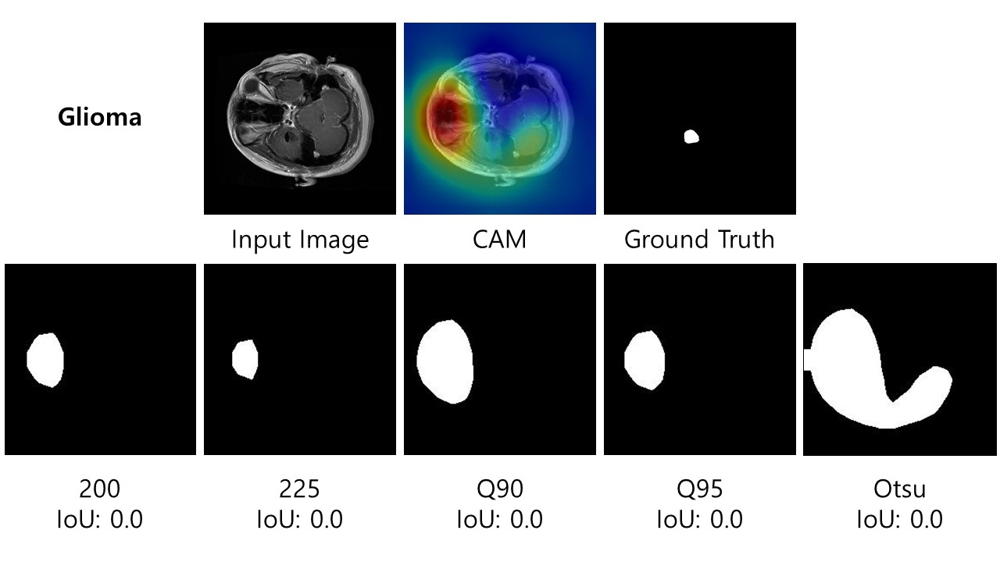 Glioma
Input Image
CAM
Ground Truth
200
IoU: 0.0
225
IoU: 0.0
Q90
IoU: 0.0
Q95
IoU: 0.0
Otsu
IoU: 0.0